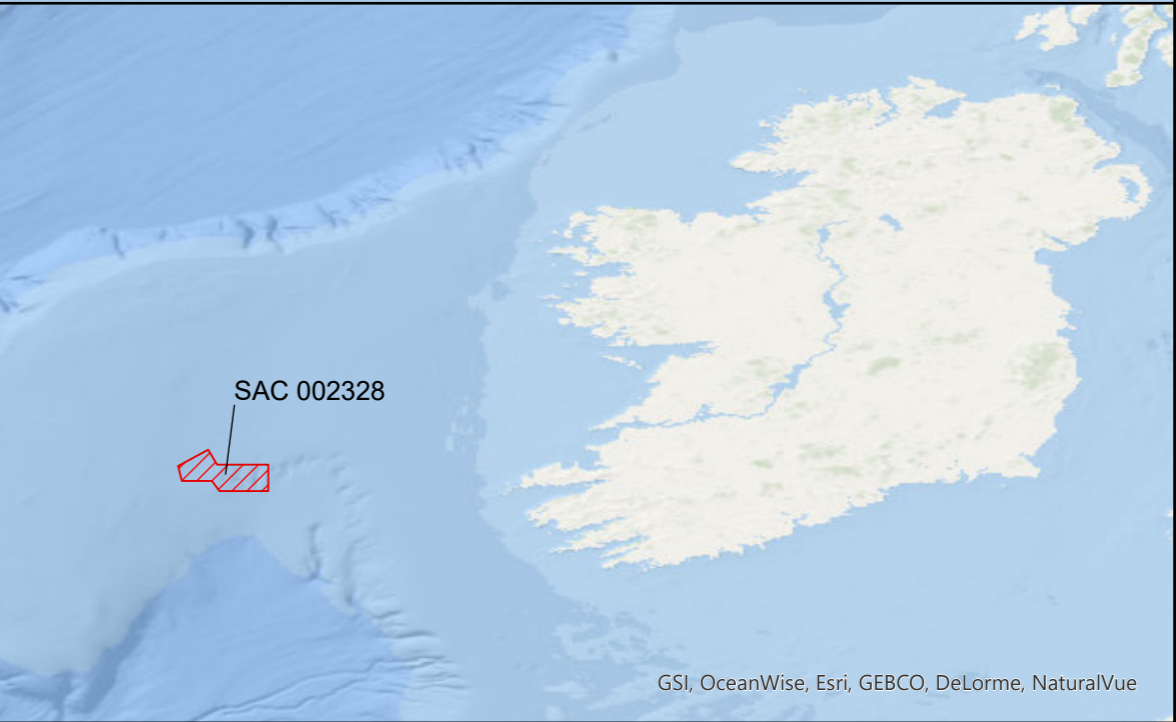 SAC 002328
GSI, OceanWise, Esri, GEBCO, DeLorme, NaturalVue